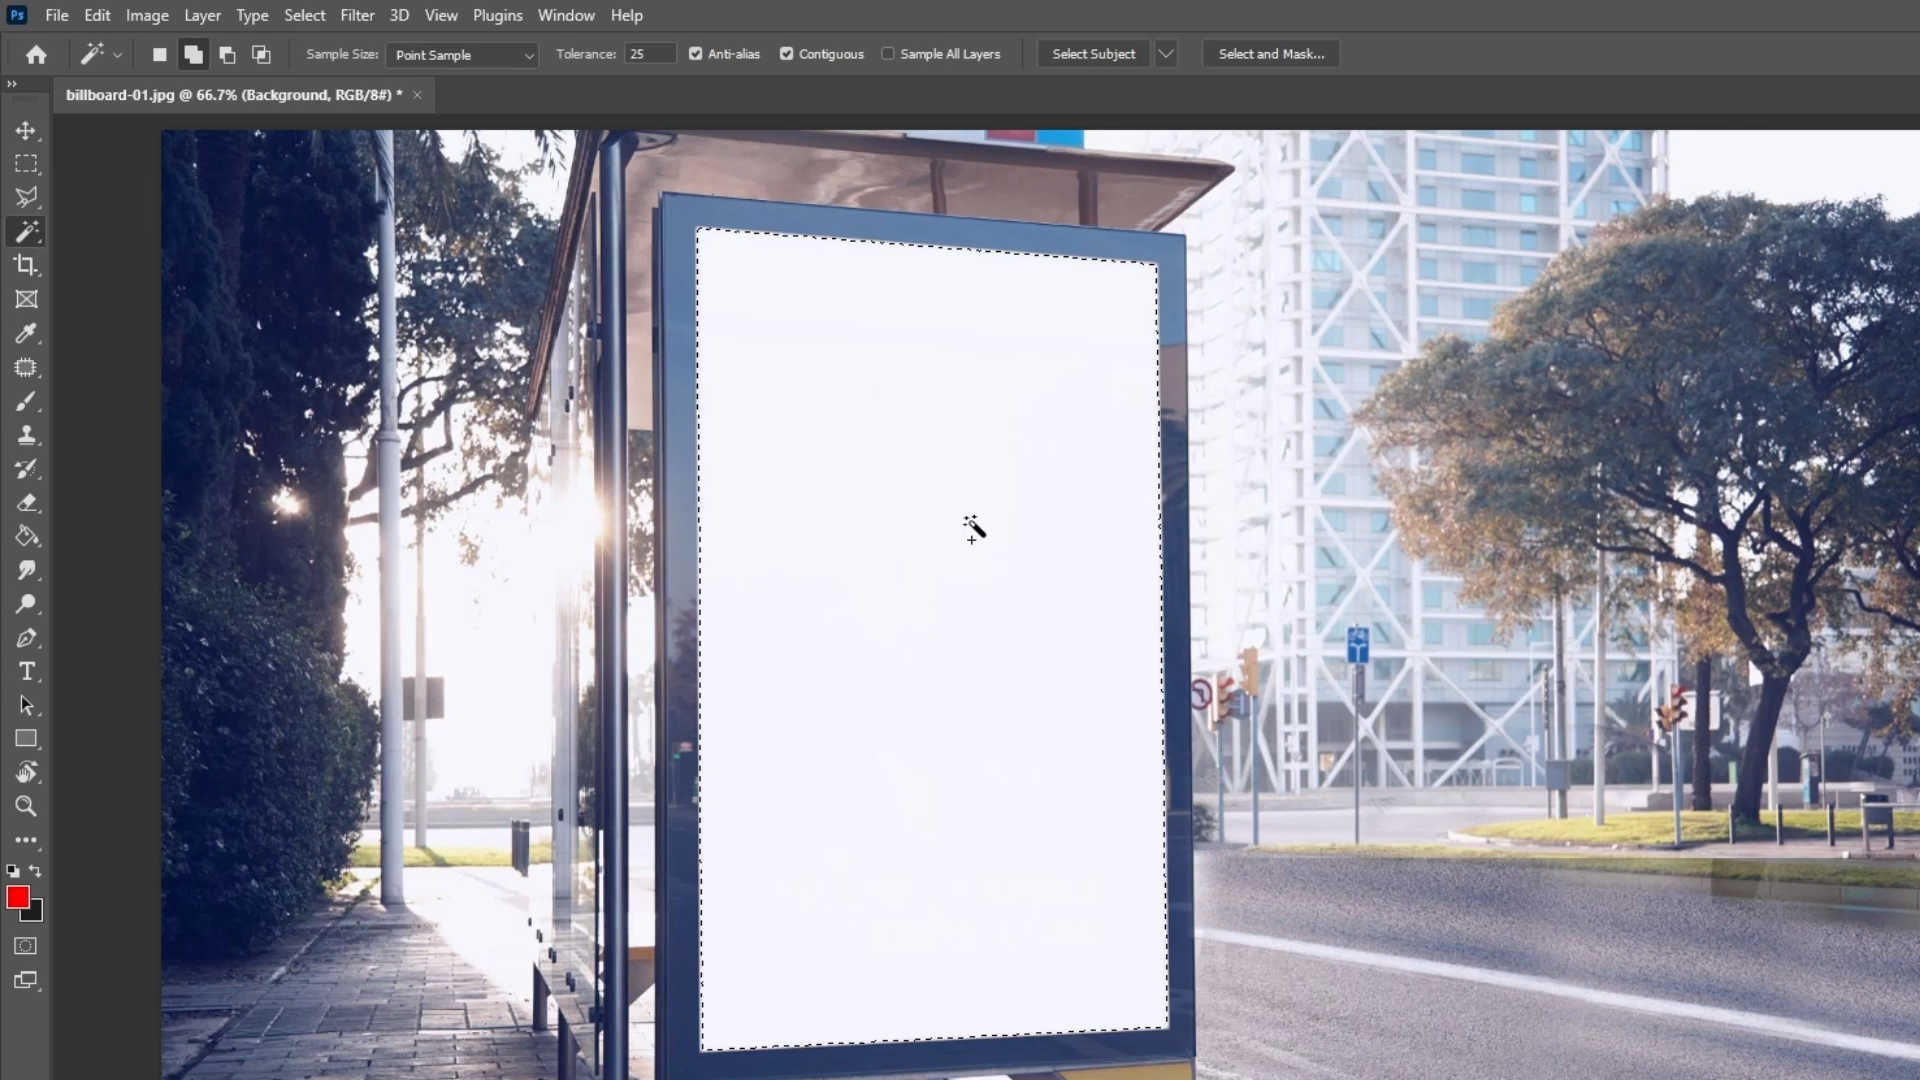 Ps File Edit Image Layer Type Select Filter 3D View Plugins Window Help
Sample Size: Point Sample Tolerance: 25 Anti-alias Contiguous Sample All Layers Select Subject Select and Mask...
billboard-01.jpg @ 66.7% (Background, RGB/8#) * ×